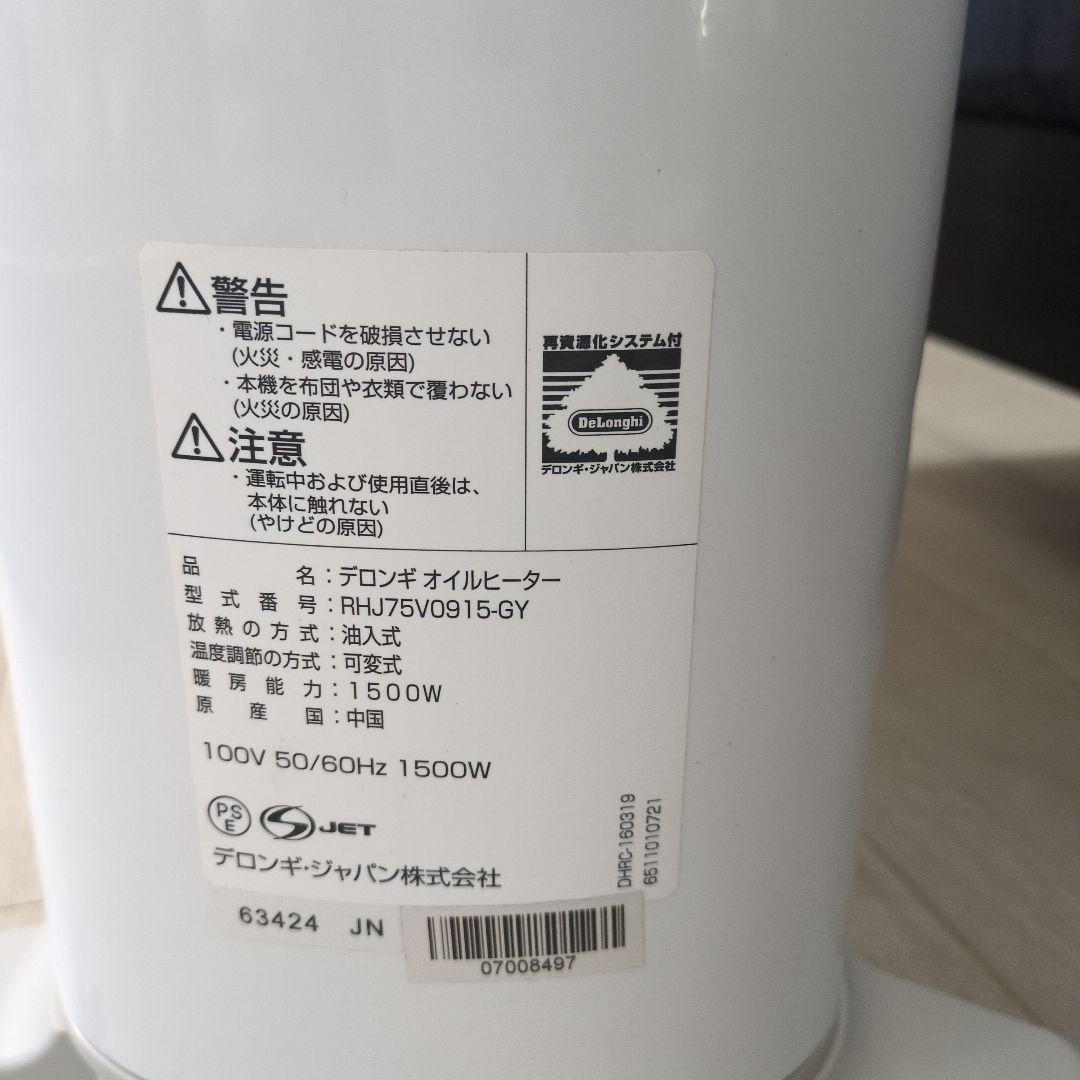 警告
・電源コードを破損させない
(火災・感電の原因)
・本機を布団や衣類で覆わない
(火災の原因)
注意
・運転中および使用直後は、
本体に触れない
(やけどの原因)
再資源化システム付
DeLonghi
デロンギ・ジャパン株式会社
品名：デロンギ オイルヒーター
型式番号：RHJ75V0915-GY
放熱の方式：油入式
温度調節の方式：可変式
暖房能力：1500W
原産国：中国
100V 50/60Hz 1500W
PSE
JET
デロンギ・ジャパン株式会社
DHRC-160319
6511010721
63424 JN
07008497